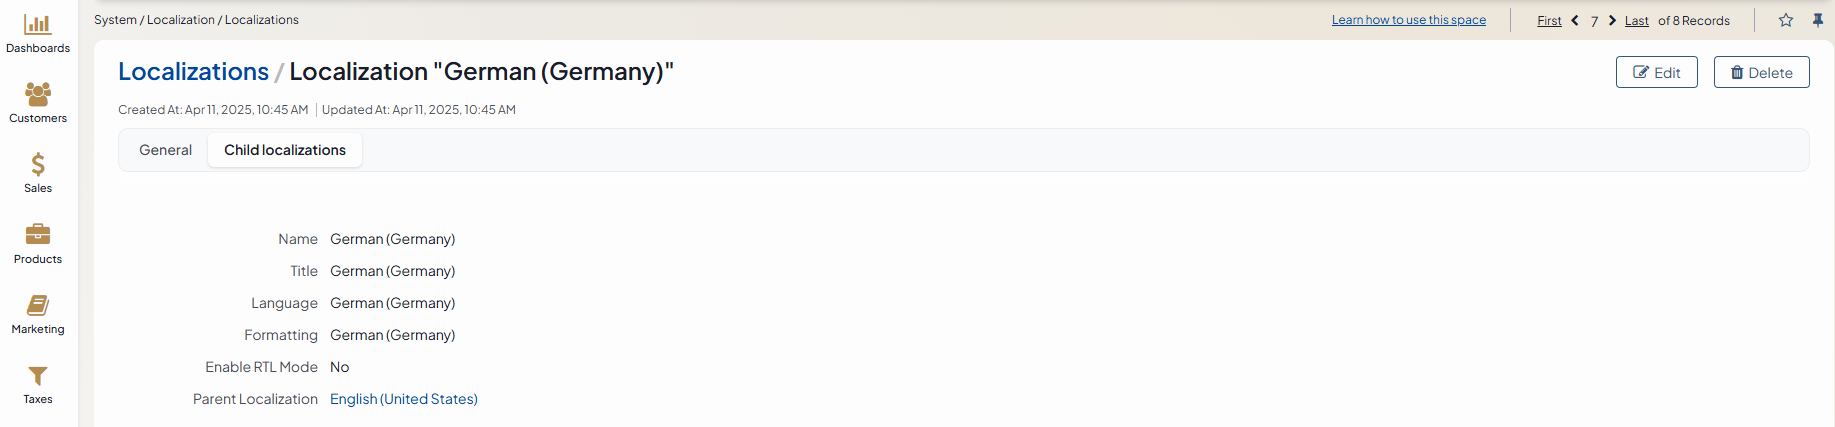 Dashboards
Customers
Sales
Products
Marketing
Taxes
System / Localization / Localizations
Learn how to use this space
First 7 Last of 8 Records
Localizations / Localization "German (Germany)"
Edit
Delete
Created At: Apr 11, 2025, 10:45 AM | Updated At: Apr 11, 2025, 10:45 AM
General
Child localizations
Name German (Germany)
Title German (Germany)
Language German (Germany)
Formatting German (Germany)
Enable RTL Mode No
Parent Localization English (United States)